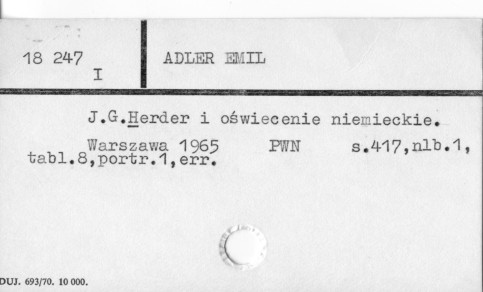 18 247
I
ADLER EMIL
J.G.Herder i oświecenie niemieckie.
Warszawa 1965 PWN s.417,nlb.1,
tabl.8,portr.1,err.
DUJ. 693/70. 10 000.